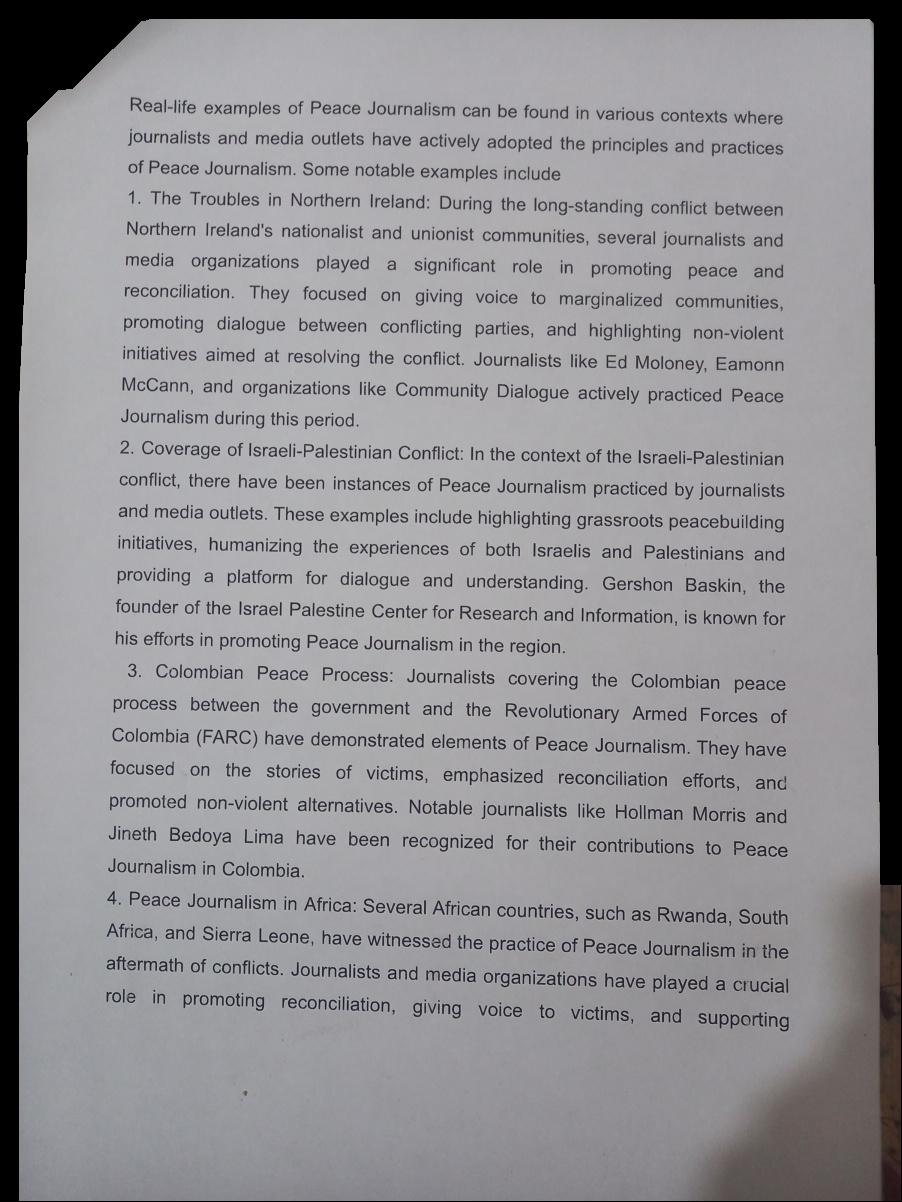 Real-life examples of Peace Journalism can be found in various contexts where
journalists and media outlets have actively adopted the principles and practices
of Peace Journalism. Some notable examples include
1. The Troubles in Northern Ireland: During the long-standing conflict between
Northern Ireland's nationalist and unionist communities, several journalists and
media organizations played a significant role in promoting peace and
reconciliation. They focused on giving voice to marginalized communities,
promoting dialogue between conflicting parties, and highlighting non-violent
initiatives aimed at resolving the conflict. Journalists like Ed Moloney, Eamonn
McCann, and organizations like Community Dialogue actively practiced Peace
Journalism during this period.
2. Coverage of Israeli-Palestinian Conflict: In the context of the Israeli-Palestinian
conflict, there have been instances of Peace Journalism practiced by journalists
and media outlets. These examples include highlighting grassroots peacebuilding
initiatives, humanizing the experiences of both Israelis and Palestinians and
providing a platform for dialogue and understanding. Gershon Baskin, the
founder of the Israel Palestine Center for Research and Information, is known for
his efforts in promoting Peace Journalism in the region.
3. Colombian Peace Process: Journalists covering the Colombian peace
process between the government and the Revolutionary Armed Forces of
Colombia (FARC) have demonstrated elements of Peace Journalism. They have
focused on the stories of victims, emphasized reconciliation efforts, and
promoted non-violent alternatives. Notable journalists like Hollman Morris and
Jineth Bedoya Lima have been recognized for their contributions to Peace
Journalism in Colombia.
4. Peace Journalism in Africa: Several African countries, such as Rwanda, South
Africa, and Sierra Leone, have witnessed the practice of Peace Journalism in the
aftermath of conflicts. Journalists and media organizations have played a crucial
role in promoting reconciliation, giving voice to victims, and supporting